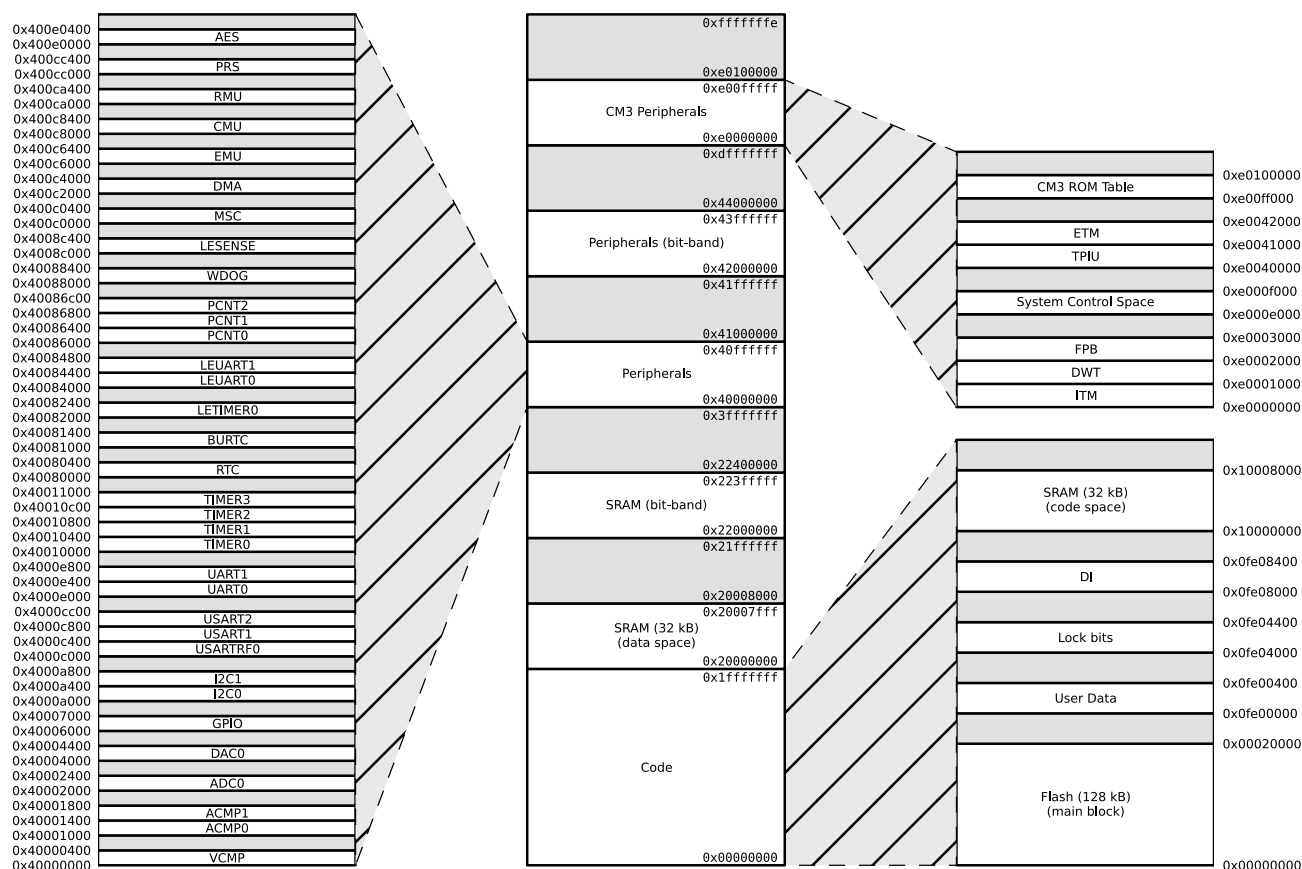 0x400e0400
AES
0x400e0000
0x400cc400
PRS
0x400cc000
0x400ca400
RMU
0x400ca000
0x400c8400
CMU
0x400c8000
0x400c6400
EMU
0x400c6000
0x400c4000
DMA
0x400c2000
0x400c0400
MSC
0x400c0000
0x4008c400
LESENSE
0x4008c000
0x40088400
WDOG
0x40088000
0x40086c00
PCNT2
0x40086800
PCNT1
0x40086400
PCNT0
0x40086000
0x40084800
LEUART1
0x40084400
LEUART0
0x40084000
0x40082400
LETIMER0
0x40082000
0x40081400
BURTC
0x40081000
0x40080400
RTC
0x40080000
0x40011000
TIMER3
0x40010c00
TIMER2
0x40010800
TIMER1
0x40010400
TIMER0
0x40010000
0x4000e800
UART1
0x4000e400
UART0
0x4000e000
0x4000cc00
USART2
0x4000c800
USART1
0x4000c400
USARTRF0
0x4000c000
0x4000a800
I2C1
0x4000a400
I2C0
0x4000a000
0x40007000
GPIO
0x40006000
0x40004400
DAC0
0x40004000
0x40002400
ADC0
0x40002000
0x40001800
ACMP1
0x40001400
ACMP0
0x40001000
0x40000400
VCMP
0x40000000
0xfffffffe
0xe0100000
0xe00fffff
CM3 Peripherals
0xe0000000
0xdfffffff
0x44000000
0x43ffffff
Peripherals (bit-band)
0x42000000
0x41ffffff
0x41000000
0x40ffffff
Peripherals
0x40000000
0x3fffffff
0x22400000
0x223fffff
SRAM (bit-band)
0x22000000
0x21ffffff
0x20008000
0x20007fff
SRAM (32 kB)
(data space)
0x20000000
0x1fffffff
Code
0x00000000
0xe0100000
CM3 ROM Table
0xe00ff000
0xe0042000
ETM
0xe0041000
TPIU
0xe0040000
0xe000f000
System Control Space
0xe000e000
0xe0003000
FPB
0xe0002000
DWT
0xe0001000
ITM
0xe0000000
0x10008000
SRAM (32 kB)
(code space)
0x10000000
0x0fe08400
DI
0x0fe08000
0x0fe04400
Lock bits
0x0fe04000
0x0fe00400
User Data
0x0fe00000
0x00020000
Flash (128 kB)
(main block)
0x00000000